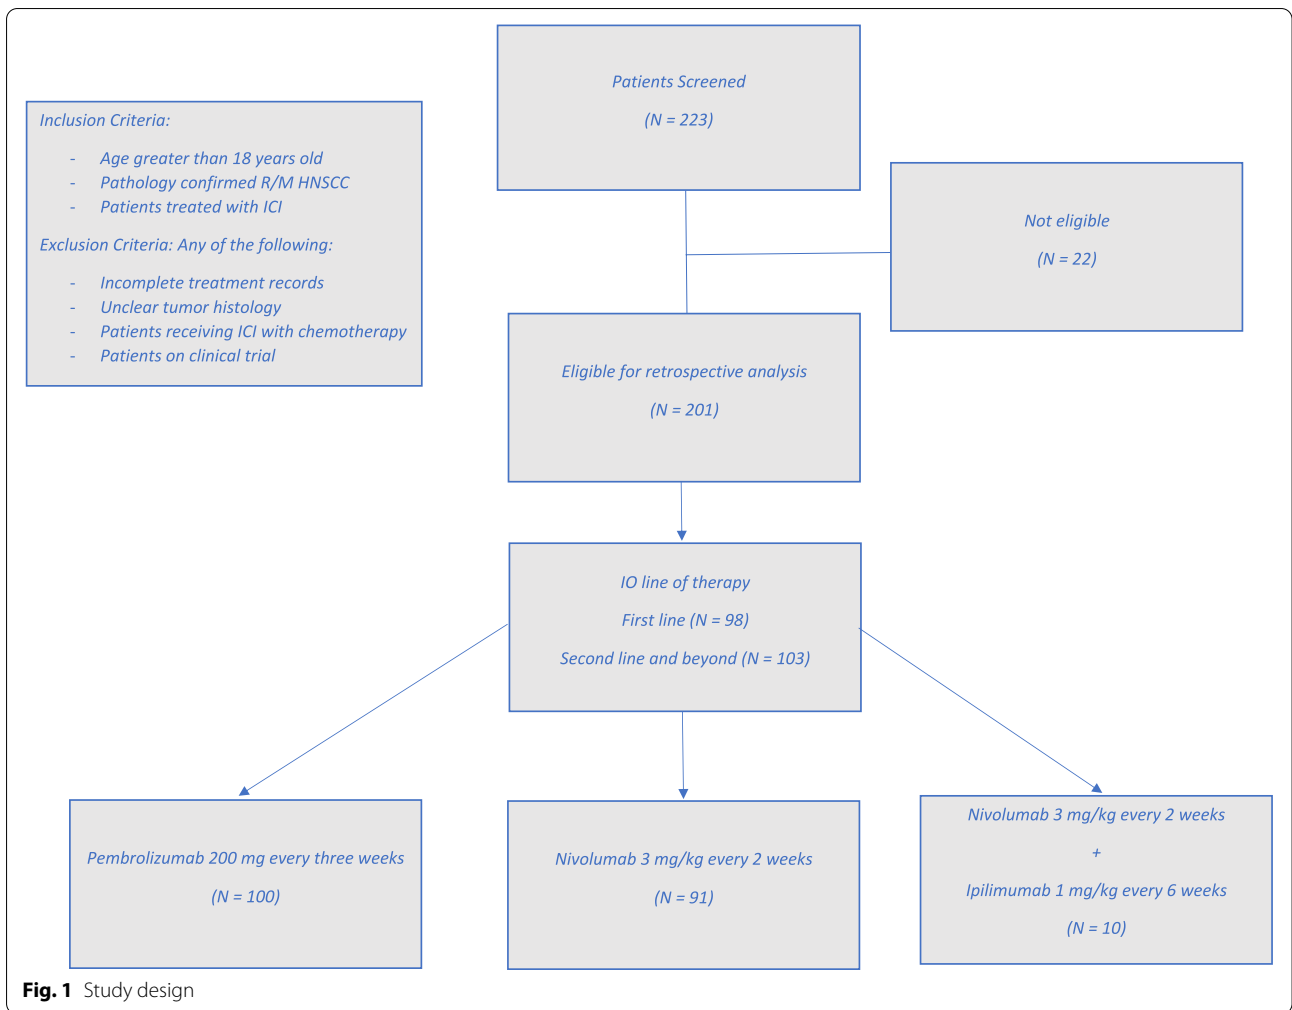 Patients Screened
(N = 223)
Inclusion Criteria:
- Age greater than 18 years old
- Pathology confirmed R/M HNSCC
- Patients treated with ICI
Exclusion Criteria: Any of the following:
- Incomplete treatment records
- Unclear tumor histology
- Patients receiving ICI with chemotherapy
- Patients on clinical trial
Not eligible
(N = 22)
Eligible for retrospective analysis
(N = 201)
IO line of therapy
First line (N = 98)
Second line and beyond (N = 103)
Pembrolizumab 200 mg every three weeks
(N = 100)
Nivolumab 3 mg/kg every 2 weeks
(N = 91)
Nivolumab 3 mg/kg every 2 weeks
+
Ipilimumab 1 mg/kg every 6 weeks
(N = 10)
Fig. 1 Study design